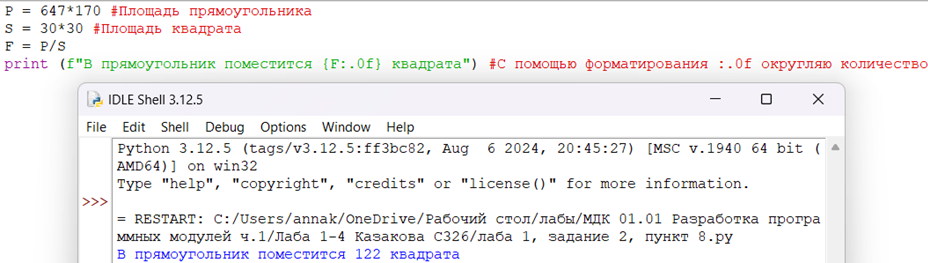 P = 647*170 #Площадь прямоугольника
S = 30*30 #Площадь квадрата
F = P/S
print (f"В прямоугольник поместится {F:.0f} квадрата") #С помощью форматирования :.0f округляю количество
IDLE Shell 3.12.5
File Edit Shell Debug Options Window Help
Python 3.12.5 (tags/v3.12.5:ff3bc82, Aug  6 2024, 20:45:27) [MSC v.1940 64 bit (
AMD64)] on win32
Type "help", "copyright", "credits" or "license()" for more information.
>>>
= RESTART: C:/Users/annak/OneDrive/Рабочий стол/лабы/МДК 01.01 Разработка програ
ммных модулей ч.1/Лаба 1-4 Казакова С326/лаба 1, задание 2, пункт 8.py
В прямоугольник поместится 122 квадрата